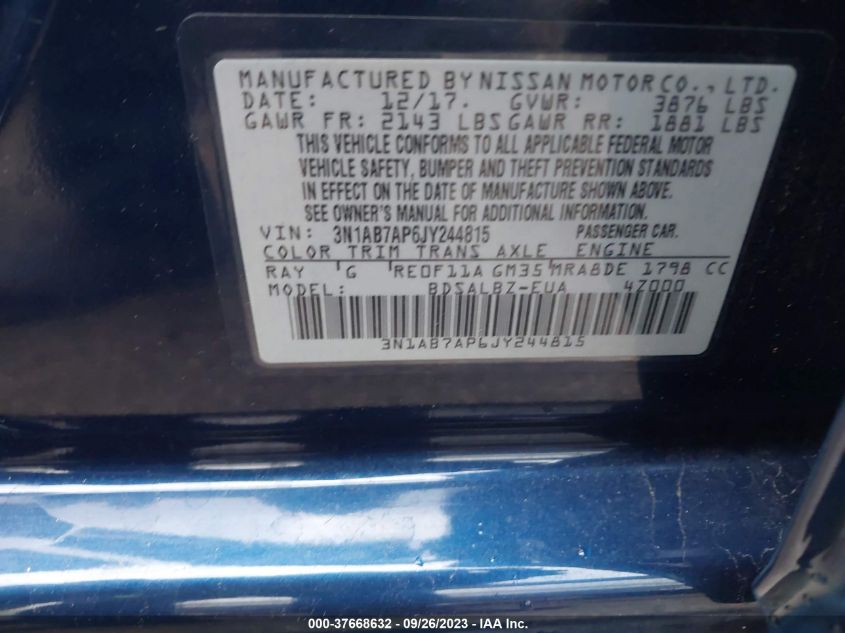 MANUFACTURED BY NISSAN MOTOR CO., LTD.
DATE: 12/17. GVWR: 3876 LBS
GAWR FR: 2143 LBS GAWR RR: 1881 LBS
THIS VEHICLE CONFORMS TO ALL APPLICABLE FEDERAL MOTOR
VEHICLE SAFETY, BUMPER AND THEFT PREVENTION STANDARDS
IN EFFECT ON THE DATE OF MANUFACTURE SHOWN ABOVE.
SEE OWNER'S MANUAL FOR ADDITIONAL INFORMATION.
VIN: 3N1AB7AP6JY244815 PASSENGER CAR.
COLOR TRIM TRANS AXLE ENGINE
RAY G RE0F11A GM35 MRA8DE 1798 CC
MODEL: BDSALBZ-EUA 4Z000
3N1AB7AP6JY244815
000-37668632 - 09/26/2023 - IAA Inc.